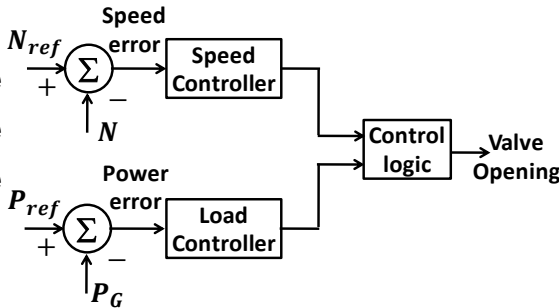 Speed
error
N_ref
Σ
+
−
N
Speed
Controller
Control
logic
Valve
Opening
Power
error
P_ref
Σ
+
−
P_G
Load
Controller
e
e
e